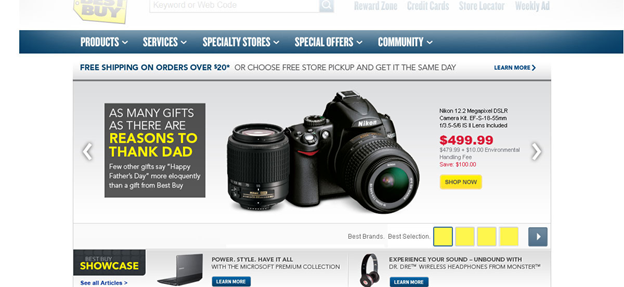 BEST
BUY
Keyword or Web Code
Reward Zone Credit Cards Store Locator Weekly Ad
PRODUCTS SERVICES SPECIALTY STORES SPECIAL OFFERS COMMUNITY
FREE SHIPPING ON ORDERS OVER $20* OR CHOOSE FREE STORE PICKUP AND GET IT THE SAME DAY LEARN MORE
AS MANY GIFTS
AS THERE ARE
REASONS TO
THANK DAD
Few other gifts say "Happy
Father's Day" more eloquently
than a gift from Best Buy
Nikon
Nikon 12.2 Megapixel DSLR
Camera Kit. EF-S-18-55mm
f/3.5-5/6 IS II Lens Included
$499.99
$479.99 + $10.00 Environmental
Handling Fee
Save: $100.00
SHOP NOW
Best Brands. Best Selection.
BEST BUY
SHOWCASE
See all Articles >
POWER. STYLE. HAVE IT ALL
WITH THE MICROSOFT PREMIUM COLLECTION
LEARN MORE
EXPERIENCE YOUR SOUND – UNBOUND WITH
DR. DRE™ WIRELESS HEADPHONES FROM MONSTER™
LEARN MORE